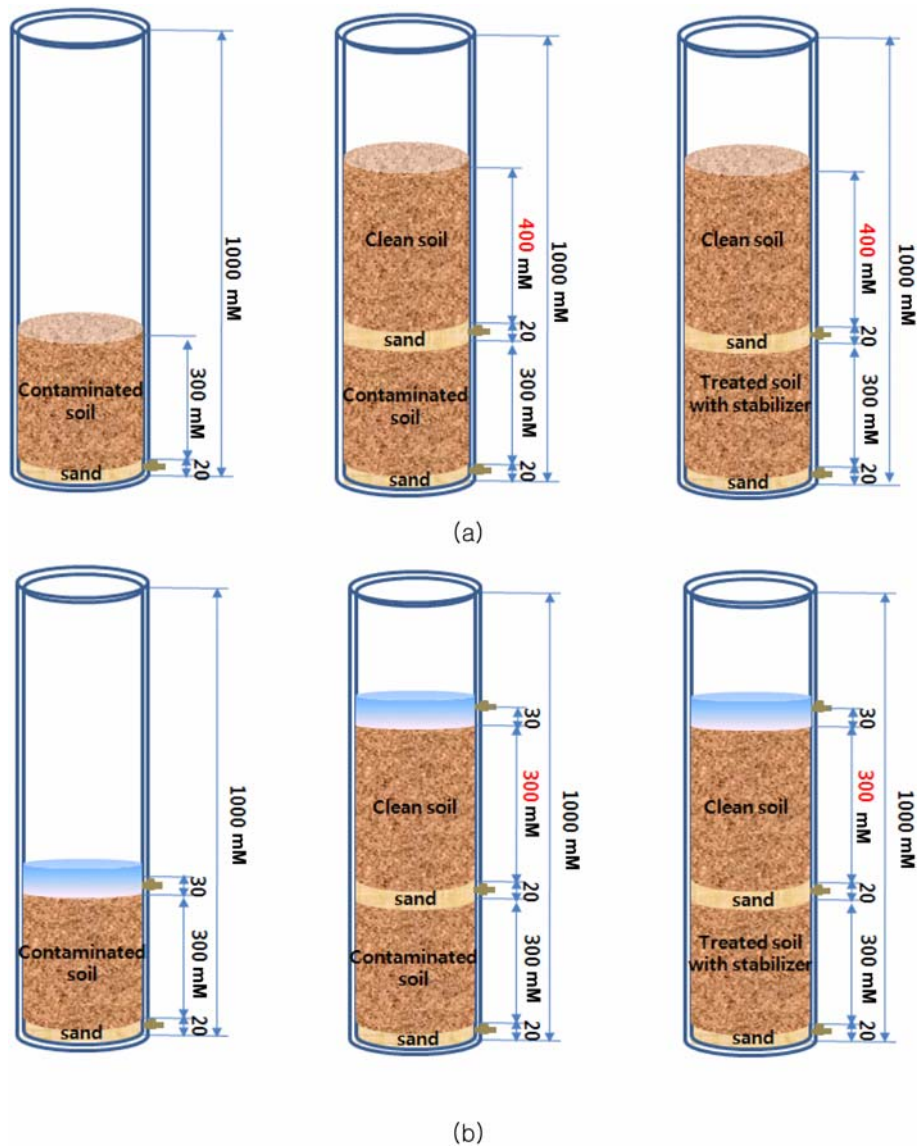 1000 mM
Contaminated
soil
300 mM
sand
20
Clean soil
400 mM
1000 mM
20
sand
Contaminated
soil
300 mM
sand
20
Clean soil
400 mM
1000 mM
20
sand
Treated soil
with stabilizer
300 mM
sand
20
(a)
1000 mM
30
Contaminated
soil
300 mM
sand
20
30
Clean soil
300 mM
1000 mM
20
sand
Contaminated
soil
300 mM
sand
20
30
Clean soil
300 mM
1000 mM
20
sand
Treated soil
with stabilizer
300 mM
sand
20
(b)